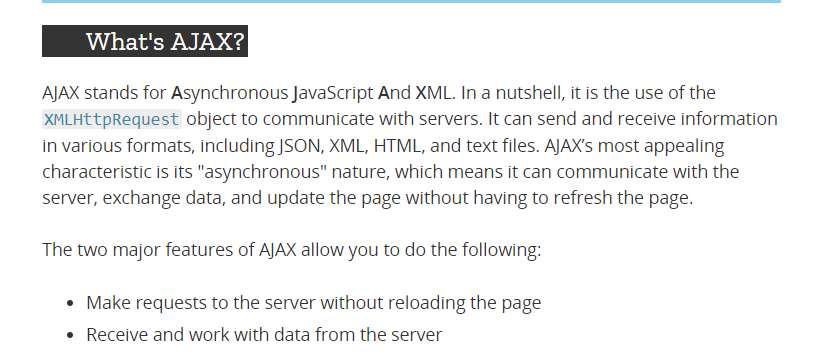 What's AJAX?
AJAX stands for Asynchronous JavaScript And XML. In a nutshell, it is the use of the
XMLHttpRequest object to communicate with servers. It can send and receive information
in various formats, including JSON, XML, HTML, and text files. AJAX’s most appealing
characteristic is its "asynchronous" nature, which means it can communicate with the
server, exchange data, and update the page without having to refresh the page.
The two major features of AJAX allow you to do the following:
• Make requests to the server without reloading the page
• Receive and work with data from the server